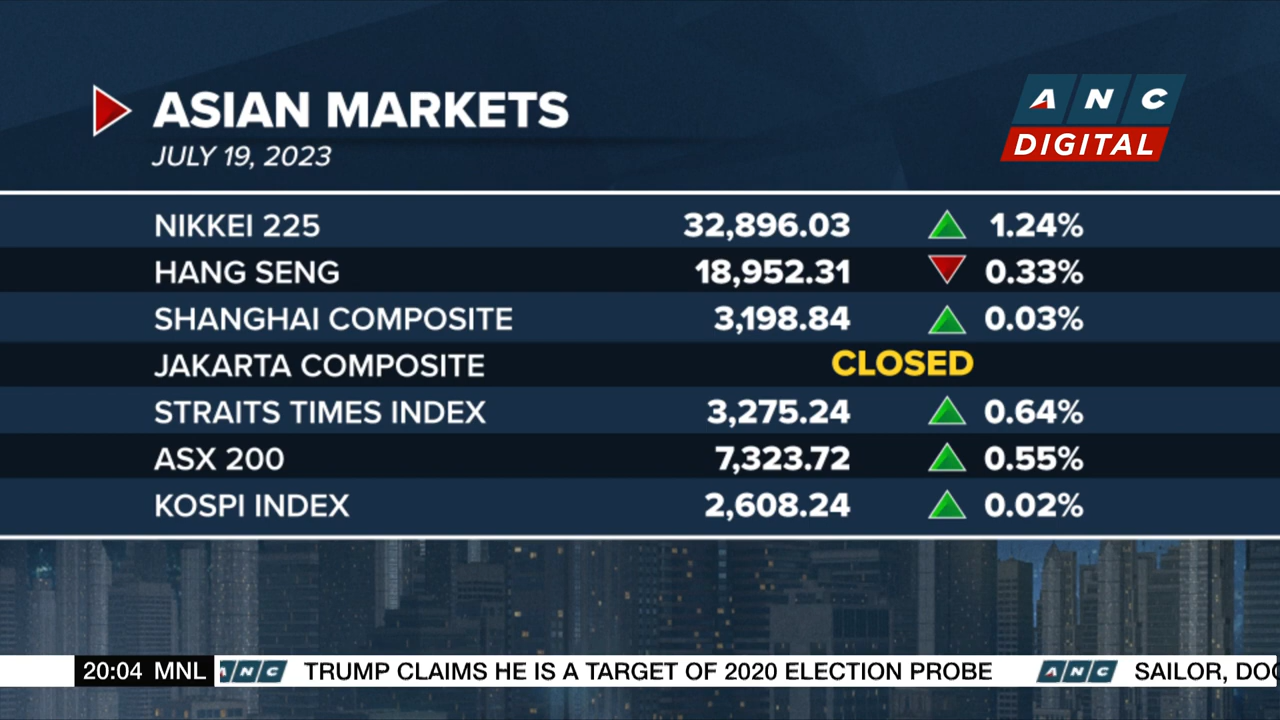 ASIAN MARKETS
JULY 19, 2023
ANC
DIGITAL
NIKKEI 225 32,896.03 1.24%
HANG SENG 18,952.31 0.33%
SHANGHAI COMPOSITE 3,198.84 0.03%
JAKARTA COMPOSITE CLOSED
STRAITS TIMES INDEX 3,275.24 0.64%
ASX 200 7,323.72 0.55%
KOSPI INDEX 2,608.24 0.02%
20:04 MNL ANC TRUMP CLAIMS HE IS A TARGET OF 2020 ELECTION PROBE ANC SAILOR,